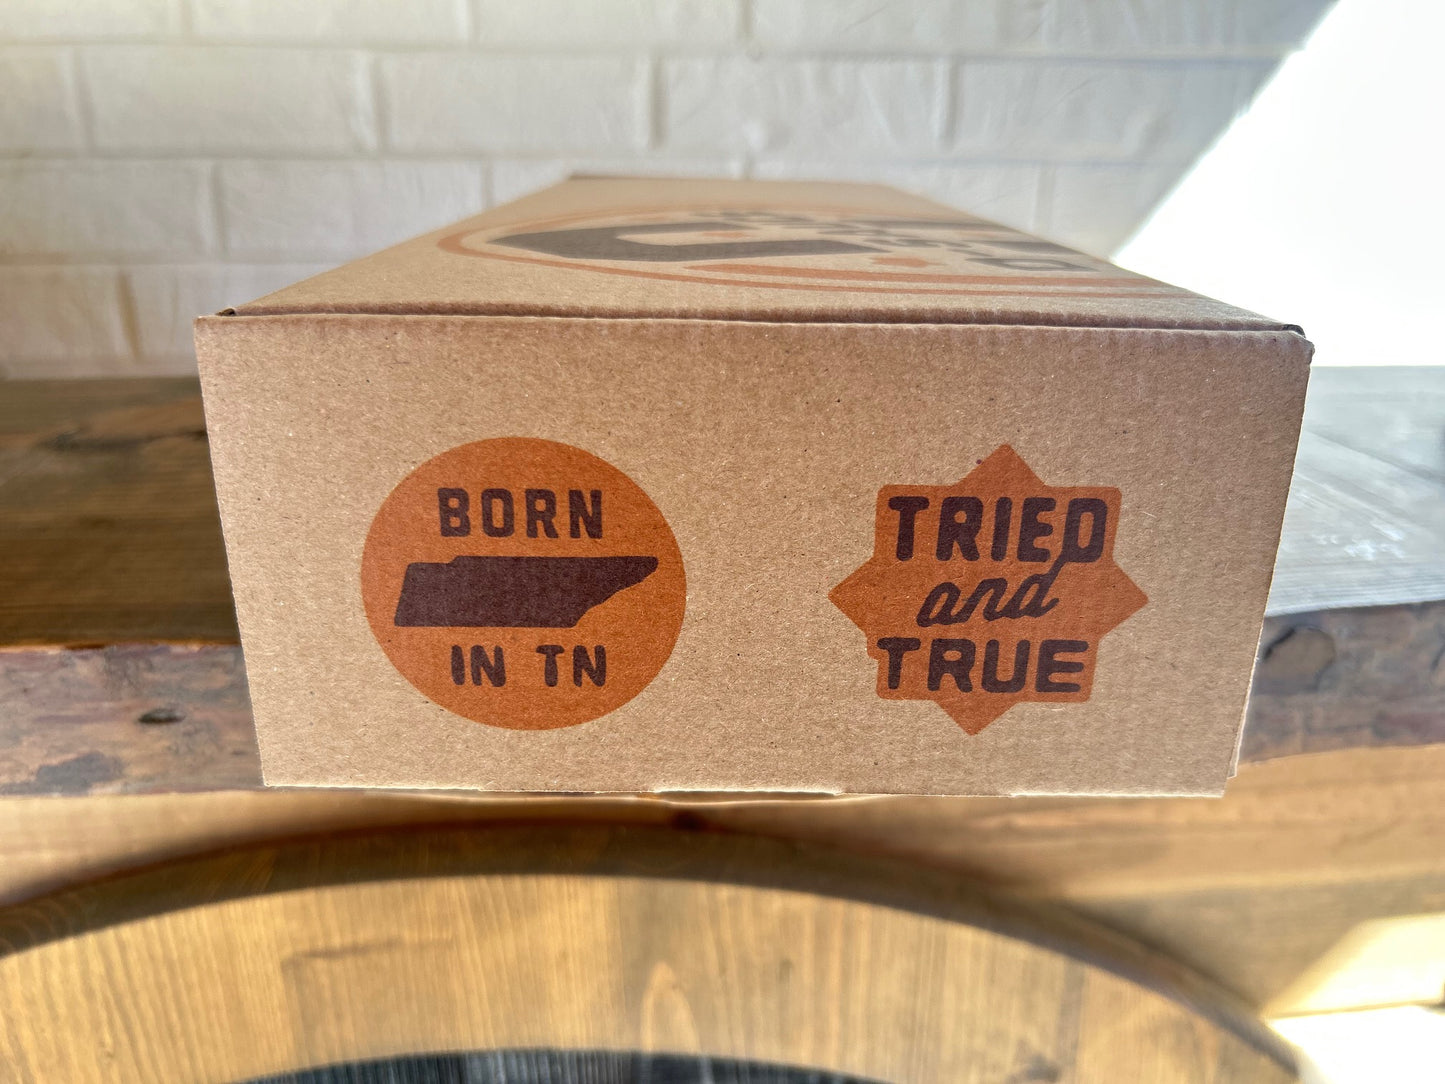 BORN
IN TN
TRIED
and
TRUE